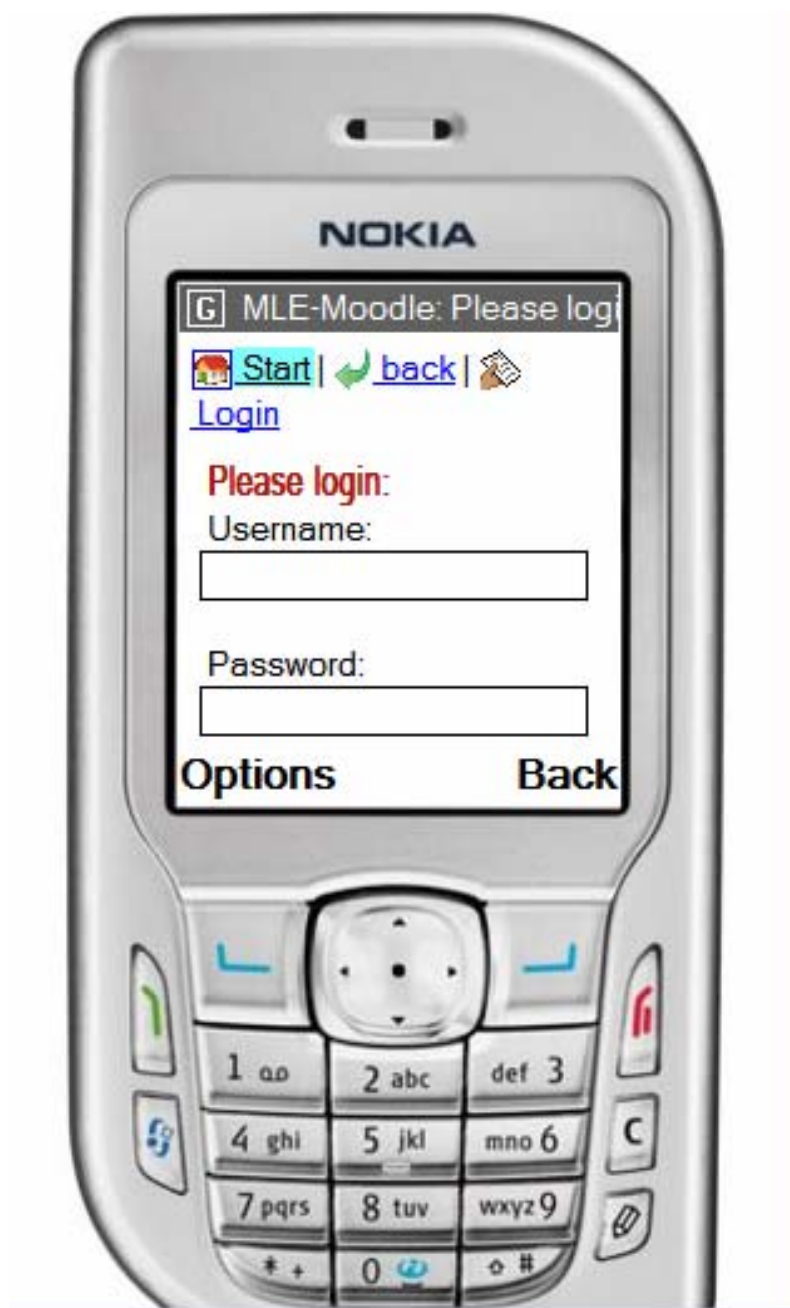 NOKIA
G MLE-Moodle: Please logi
Start | back |
Login
Please login:
Username:
Password:
Options Back
1 2 abc def 3
4 ghi 5 jkl mno 6
C
7 pqrs 8 tuv wxyz 9
* + 0 #